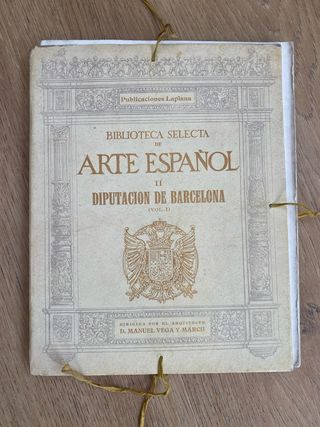 Publicaciones Laplana
BIBLIOTECA SELECTA
DE
ARTE ESPAÑOL
II
DIPUTACION DE BARCELONA
(VOL. I)
DIRIGIDA POR EL ARQUITECTO
D. MANUEL VEGA Y MARCH